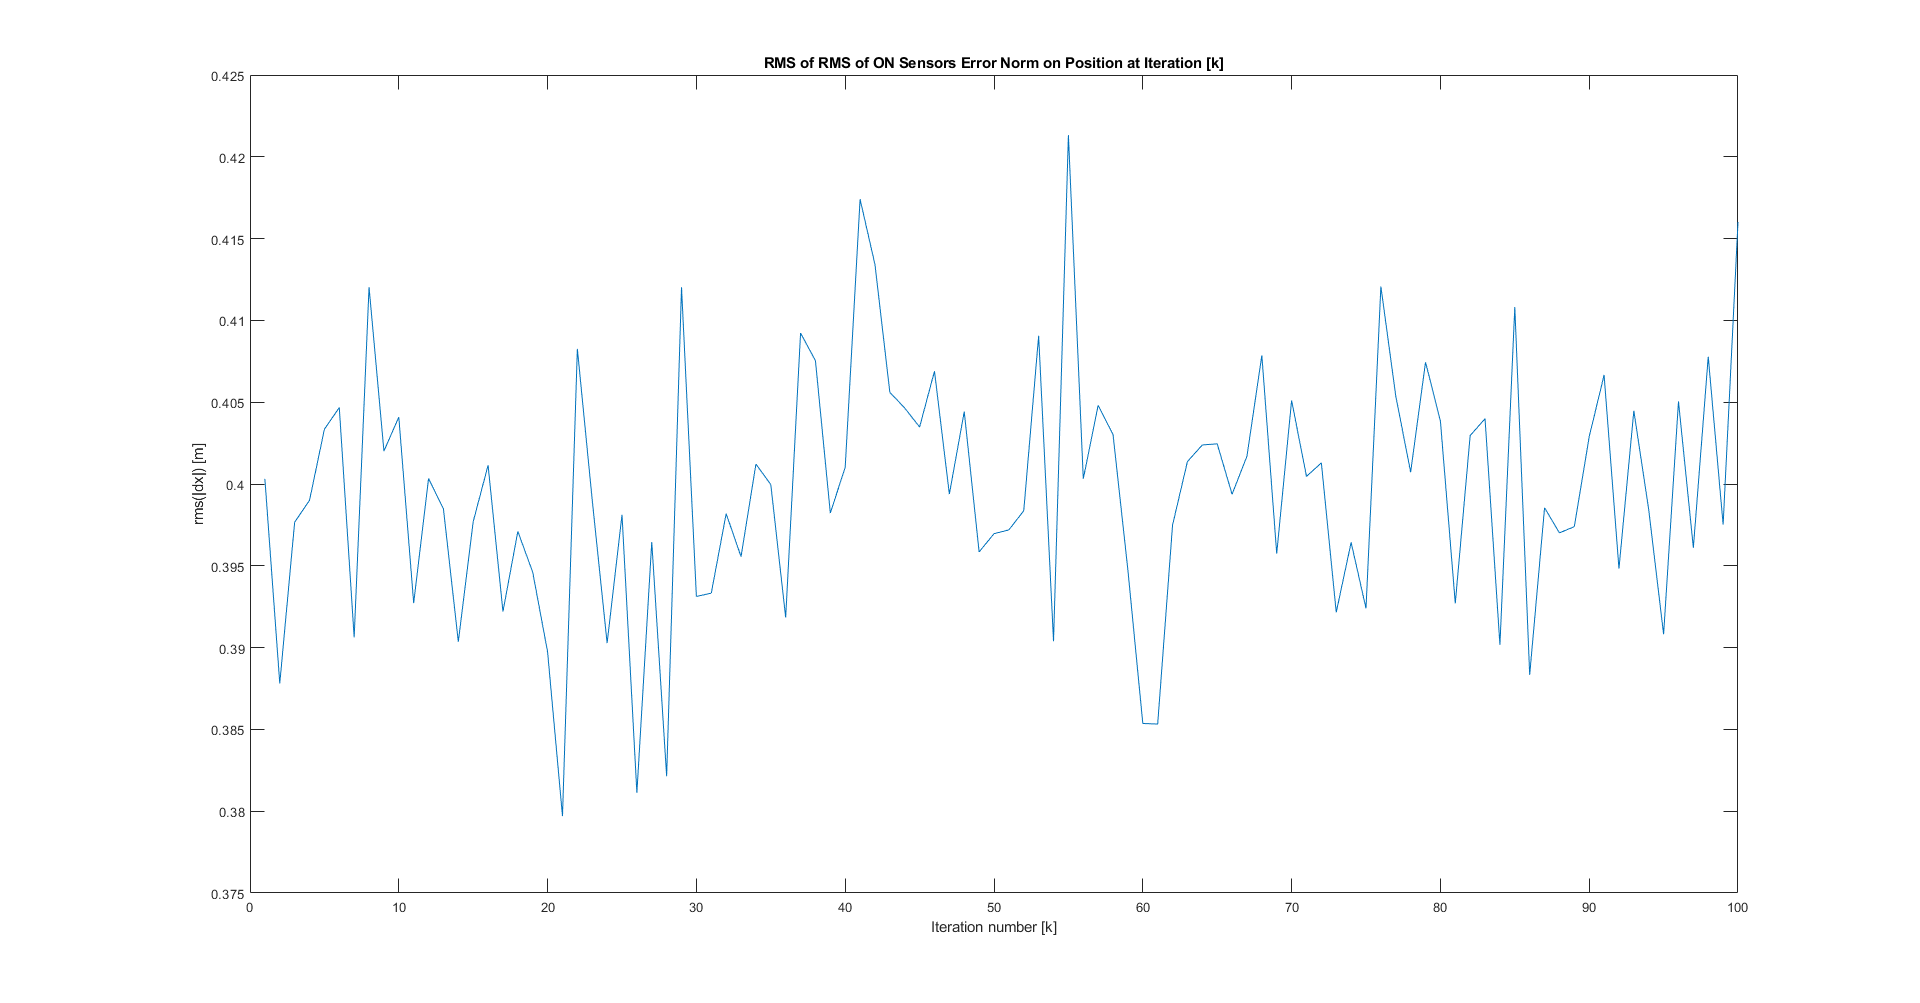 RMS of RMS of ON Sensors Error Norm on Position at Iteration [k]
0.425
0.42
0.415
0.41
0.405
0.4
0.395
0.39
0.385
0.38
0.375
rms(|dx|) [m]
0 10 20 30 40 50 60 70 80 90 100
Iteration number [k]